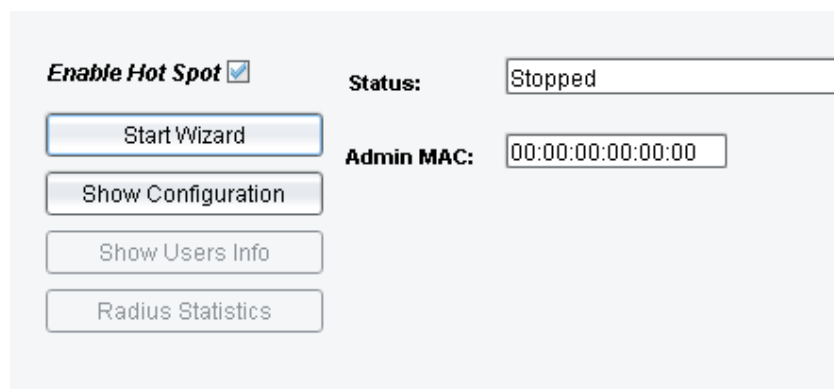 Enable Hot Spot
Status:
Stopped
Start Wizard
Admin MAC:
00:00:00:00:00:00
Show Configuration
Show Users Info
Radius Statistics